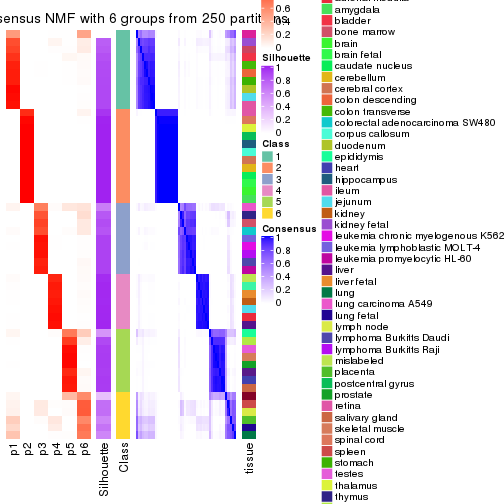 sensus NMF with 6 groups from 250 partitions
0.6
0.4
0.2
0
Silhouette
1
0.8
0.6
0.4
0.2
0
Class
1
2
3
4
5
6
Consensus
1
0.8
0.6
0.4
0.2
0
p1
p2
p3
p4
p5
p6
Silhouette
Class
tissue
amygdala
bladder
bone marrow
brain
brain fetal
caudate nucleus
cerebellum
cerebral cortex
colon descending
colon transverse
colorectal adenocarcinoma SW480
corpus callosum
duodenum
epididymis
heart
hippocampus
ileum
jejunum
kidney
kidney fetal
leukemia chronic myelogenous K562
leukemia lymphoblastic MOLT-4
leukemia promyelocytic HL-60
liver
liver fetal
lung
lung carcinoma A549
lung fetal
lymph node
lymphoma Burkitts Daudi
lymphoma Burkitts Raji
mislabeled
placenta
postcentral gyrus
prostate
retina
salivary gland
skeletal muscle
spinal cord
spleen
stomach
testes
thalamus
thymus